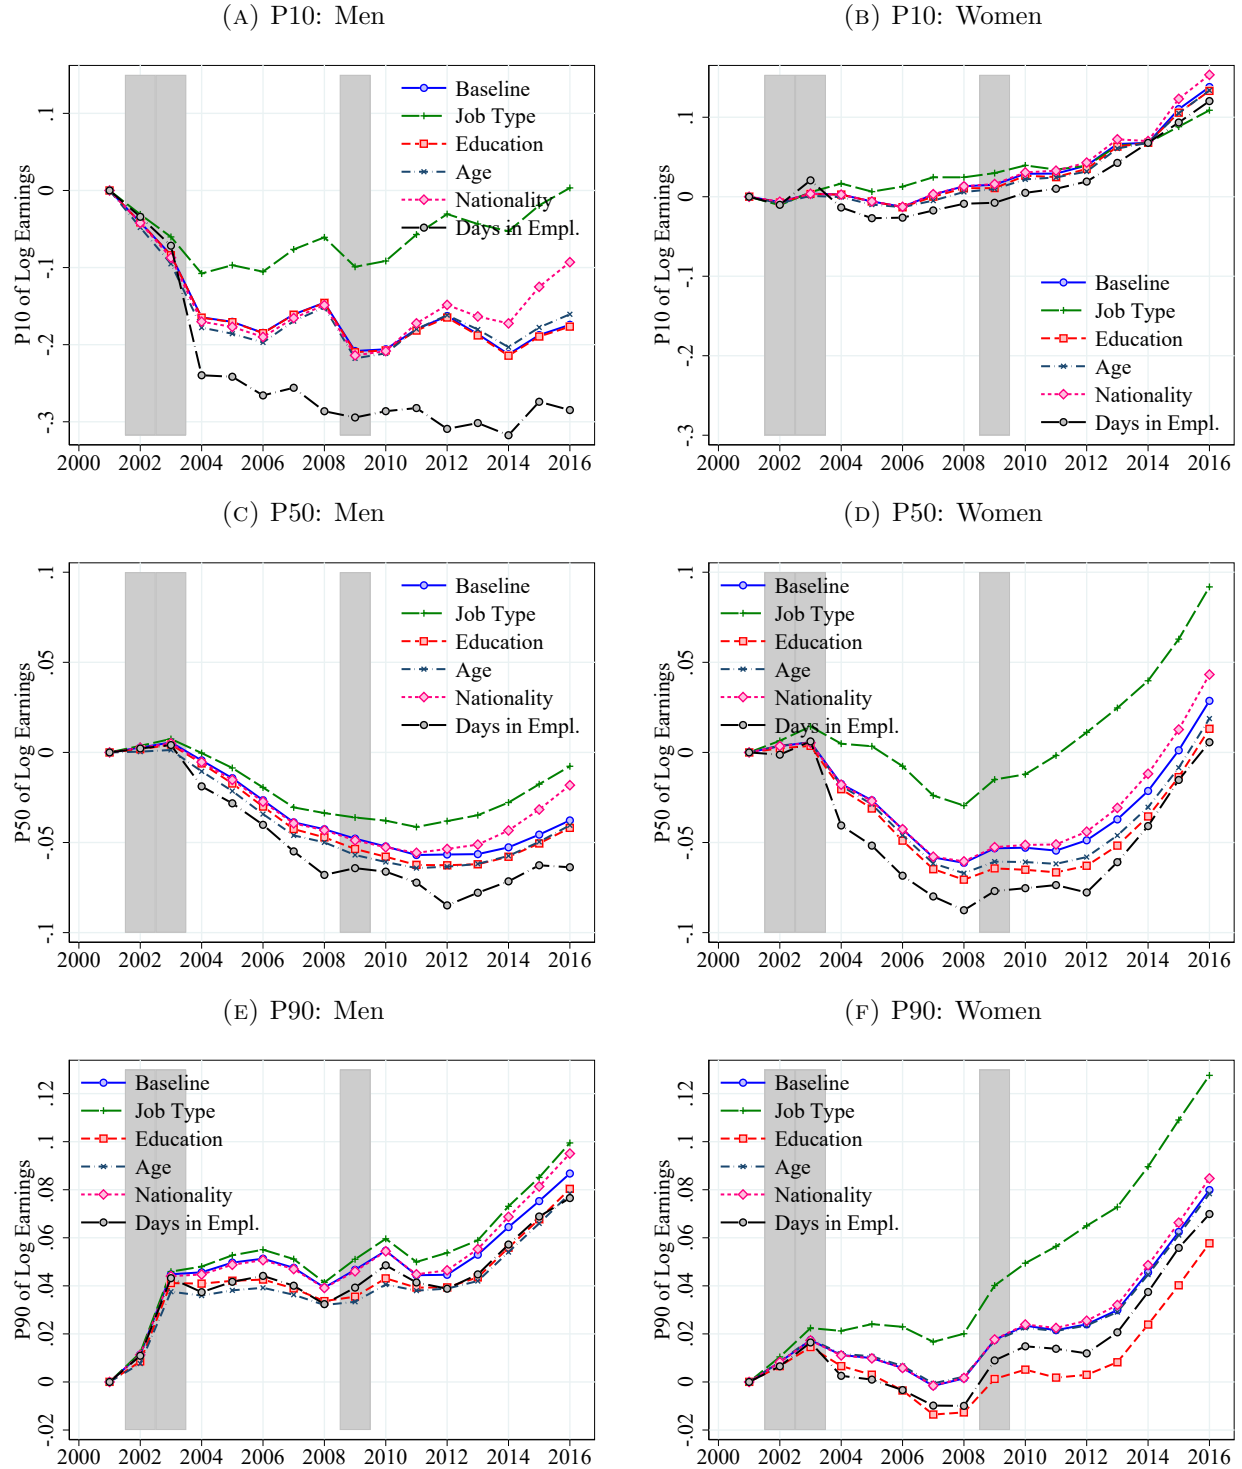 (A) P10: Men
P10 of Log Earnings
.1
0
-.1
-.2
-.3
Baseline
Job Type
Education
Age
Nationality
Days in Empl.
2000 2002 2004 2006 2008 2010 2012 2014 2016
(B) P10: Women
P10 of Log Earnings
.1
0
-.1
-.2
-.3
Baseline
Job Type
Education
Age
Nationality
Days in Empl.
2000 2002 2004 2006 2008 2010 2012 2014 2016
(C) P50: Men
P50 of Log Earnings
.1
.05
0
-.05
-.1
Baseline
Job Type
Education
Age
Nationality
Days in Empl.
2000 2002 2004 2006 2008 2010 2012 2014 2016
(D) P50: Women
P50 of Log Earnings
.1
.05
0
-.05
-.1
Baseline
Job Type
Education
Age
Nationality
Days in Empl.
2000 2002 2004 2006 2008 2010 2012 2014 2016
(E) P90: Men
P90 of Log Earnings
.12
.1
.08
.06
.04
.02
0
-.02
Baseline
Job Type
Education
Age
Nationality
Days in Empl.
2000 2002 2004 2006 2008 2010 2012 2014 2016
(F) P90: Women
P90 of Log Earnings
.12
.1
.08
.06
.04
.02
0
-.02
Baseline
Job Type
Education
Age
Nationality
Days in Empl.
2000 2002 2004 2006 2008 2010 2012 2014 2016